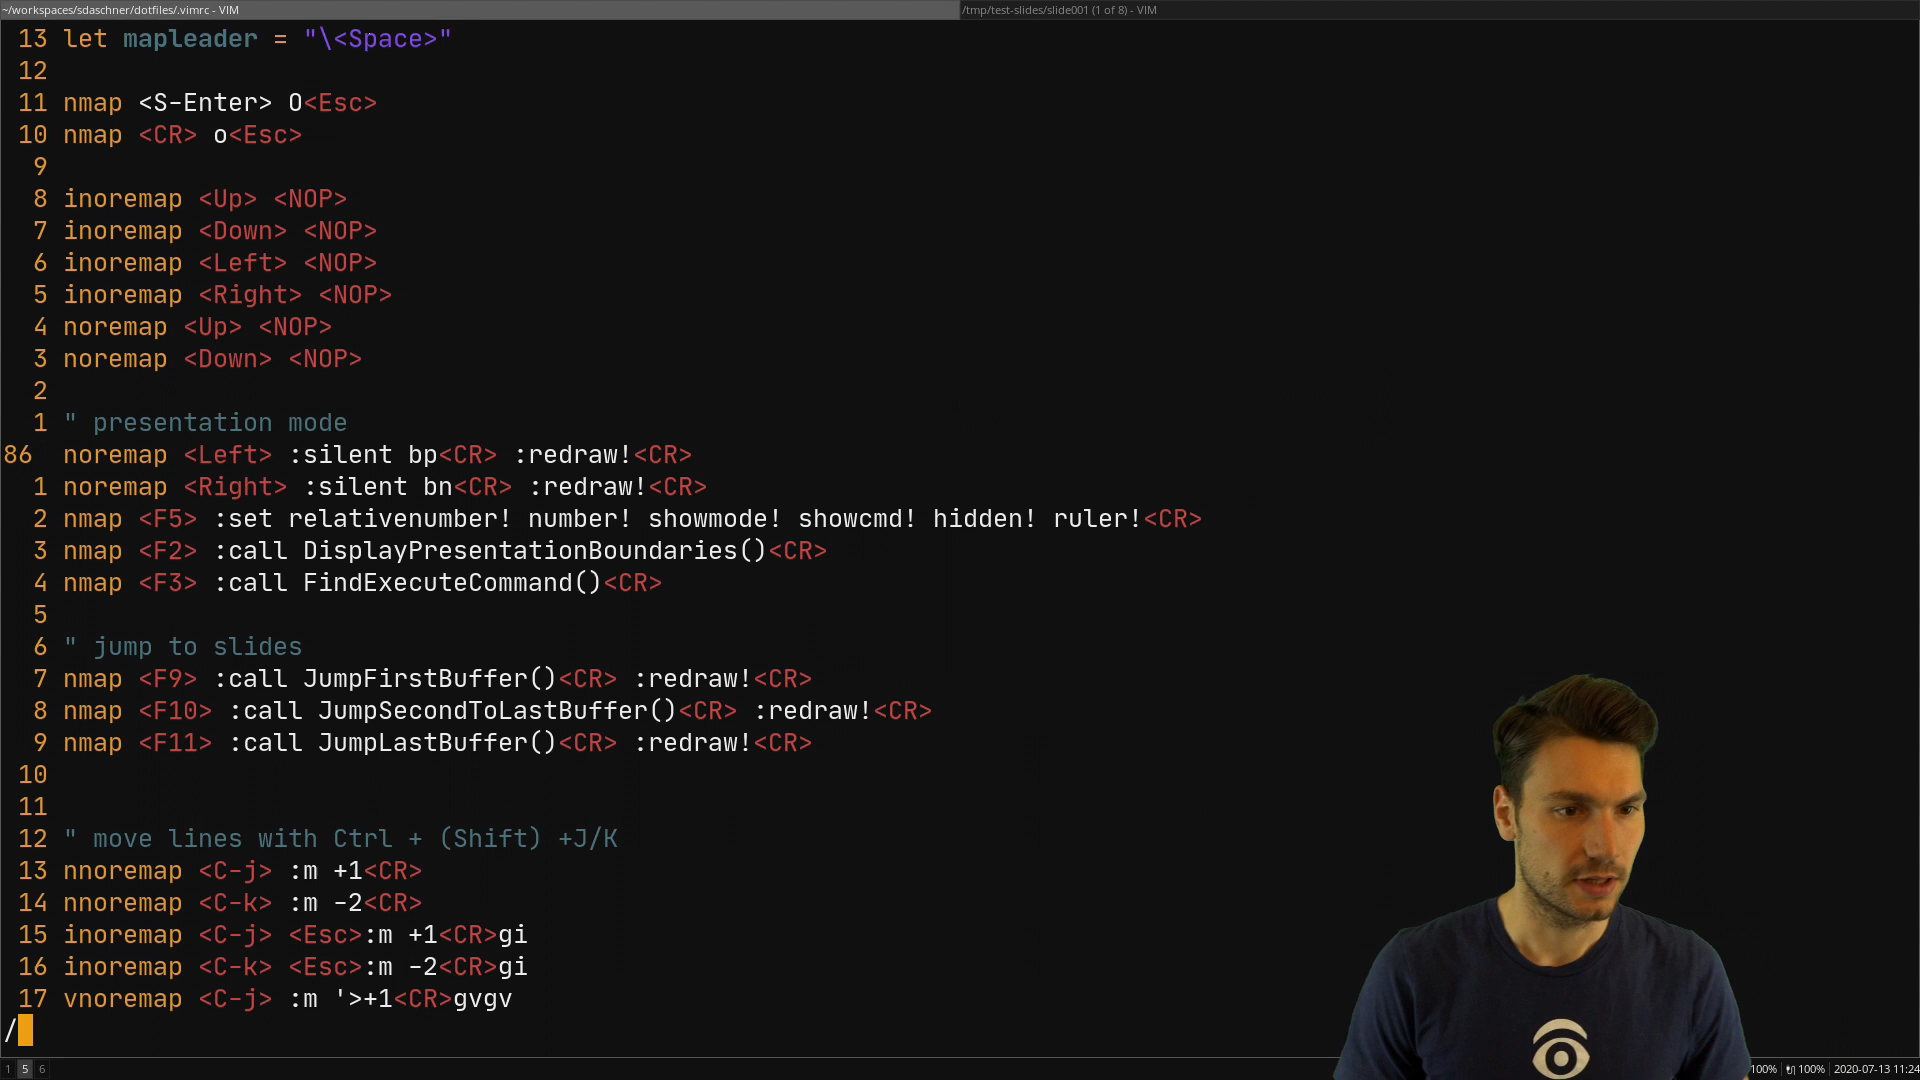 ~/workspaces/sdaschner/dotfiles/.vimrc - VIM
/tmp/test-slides/slide001 (1 of 8) - VIM
13 let mapleader = "\<Space>"
12
11 nmap <S-Enter> O<Esc>
10 nmap <CR> o<Esc>
9
8 inoremap <Up> <NOP>
7 inoremap <Down> <NOP>
6 inoremap <Left> <NOP>
5 inoremap <Right> <NOP>
4 noremap <Up> <NOP>
3 noremap <Down> <NOP>
2
1 " presentation mode
86 noremap <Left> :silent bp<CR> :redraw!<CR>
1 noremap <Right> :silent bn<CR> :redraw!<CR>
2 nmap <F5> :set relativenumber! number! showmode! showcmd! hidden! ruler!<CR>
3 nmap <F2> :call DisplayPresentationBoundaries()<CR>
4 nmap <F3> :call FindExecuteCommand()<CR>
5
6 " jump to slides
7 nmap <F9> :call JumpFirstBuffer()<CR> :redraw!<CR>
8 nmap <F10> :call JumpSecondToLastBuffer()<CR> :redraw!<CR>
9 nmap <F11> :call JumpLastBuffer()<CR> :redraw!<CR>
10
11
12 " move lines with Ctrl + (Shift) +J/K
13 nnoremap <C-j> :m +1<CR>
14 nnoremap <C-k> :m -2<CR>
15 inoremap <C-j> <Esc>:m +1<CR>gi
16 inoremap <C-k> <Esc>:m -2<CR>gi
17 vnoremap <C-j> :m '>+1<CR>gvgv
/
1 5 6
100% 100% 2020-07-13 11:24